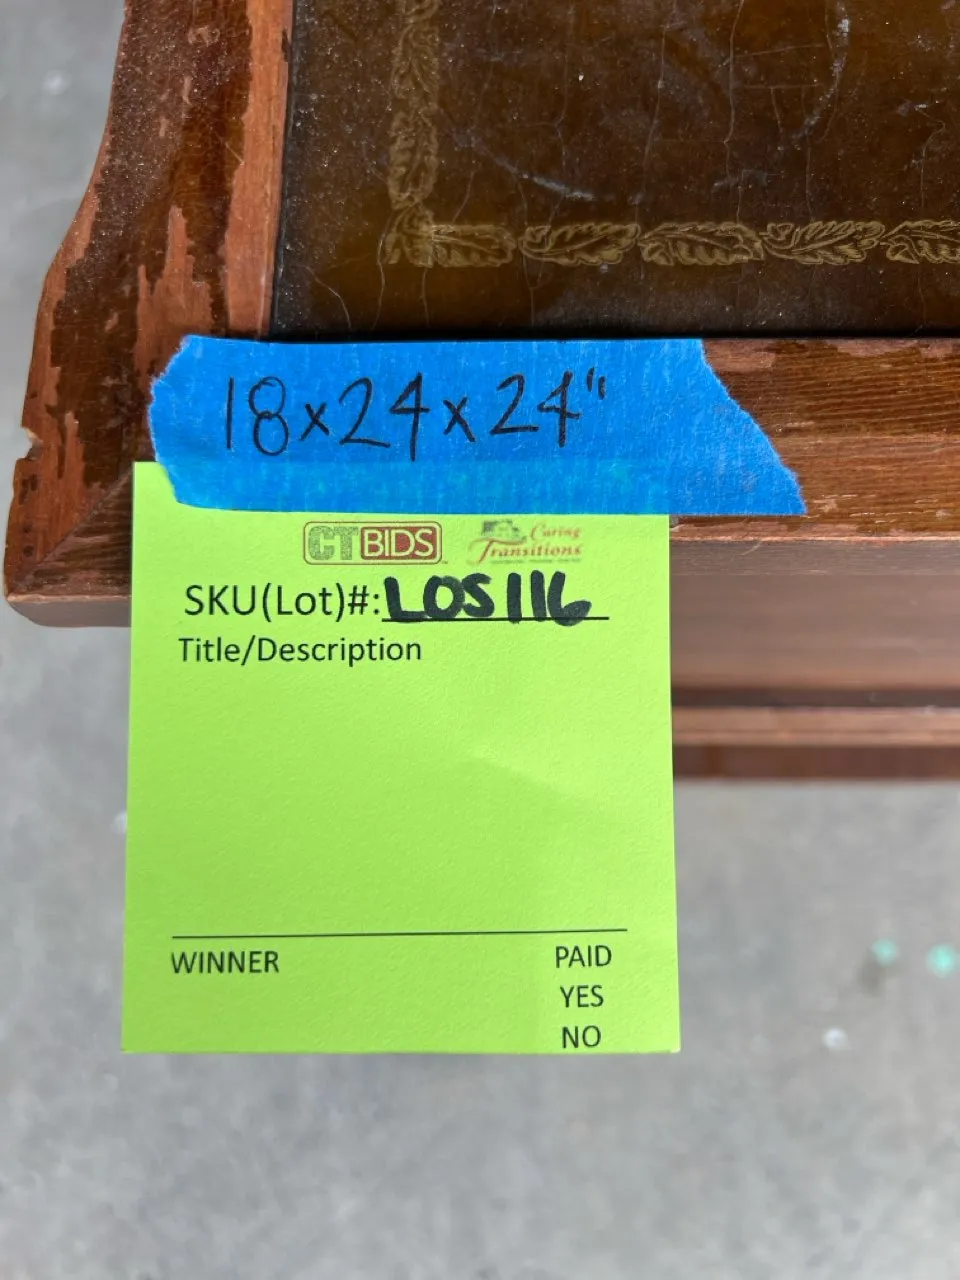 18x24x24"
CTBIDS
Caring
Transitions
SKU(Lot)#: LOS116
Title/Description
WINNER
PAID
YES
NO